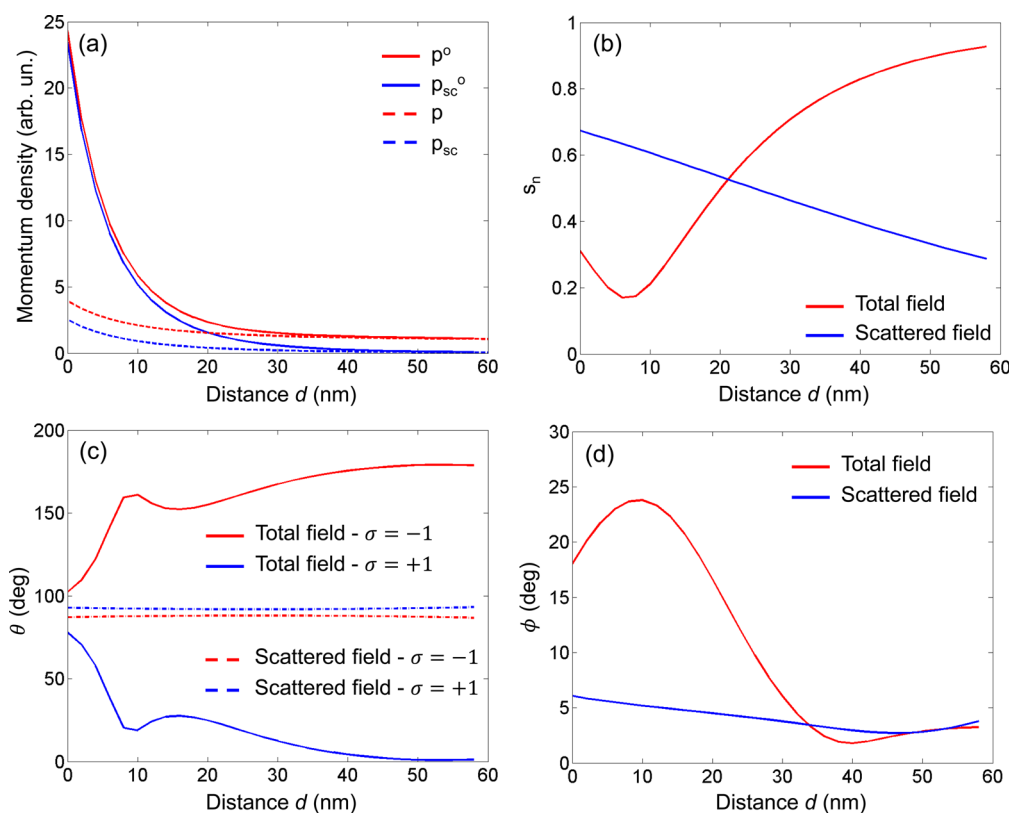 (a)
Momentum density (arb. un.)
25
20
15
10
5
0
pᵒ
pscᵒ
p
psc
0 10 20 30 40 50 60
Distance d (nm)
(b)
sn
1
0.8
0.6
0.4
0.2
0
Total field
Scattered field
0 10 20 30 40 50 60
Distance d (nm)
(c)
θ (deg)
200
150
100
50
0
Total field - σ = −1
Total field - σ = +1
Scattered field - σ = −1
Scattered field - σ = +1
0 10 20 30 40 50 60
Distance d (nm)
(d)
ϕ (deg)
30
25
20
15
10
5
0
Total field
Scattered field
0 10 20 30 40 50 60
Distance d (nm)